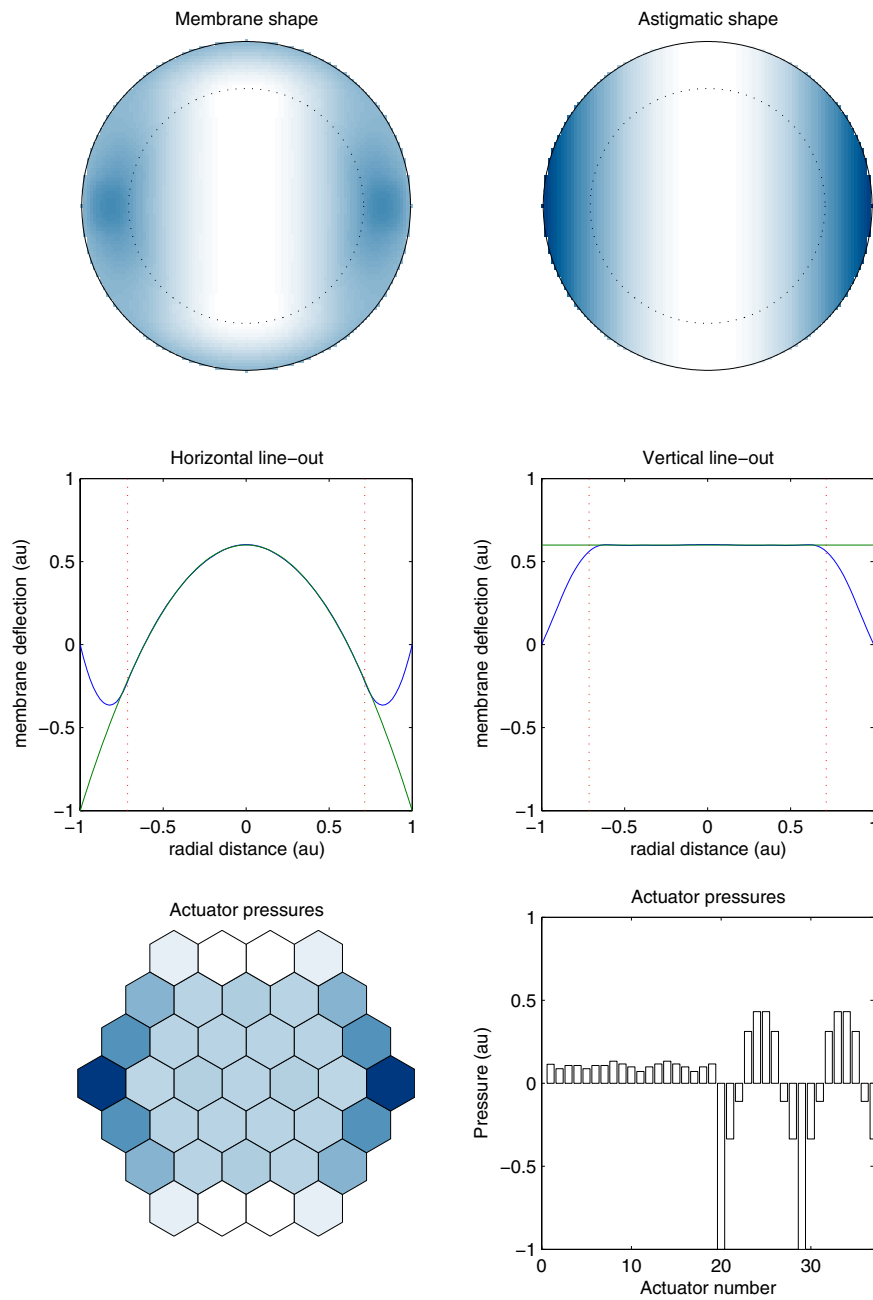 Membrane shape
Astigmatic shape
Horizontal line−out
1
0.5
0
−0.5
−1
−1
−0.5
0
0.5
1
membrane deflection (au)
radial distance (au)
Vertical line−out
1
0.5
0
−0.5
−1
−1
−0.5
0
0.5
1
membrane deflection (au)
radial distance (au)
Actuator pressures
Actuator pressures
1
0.5
0
−0.5
−1
0
10
20
30
Pressure (au)
Actuator number